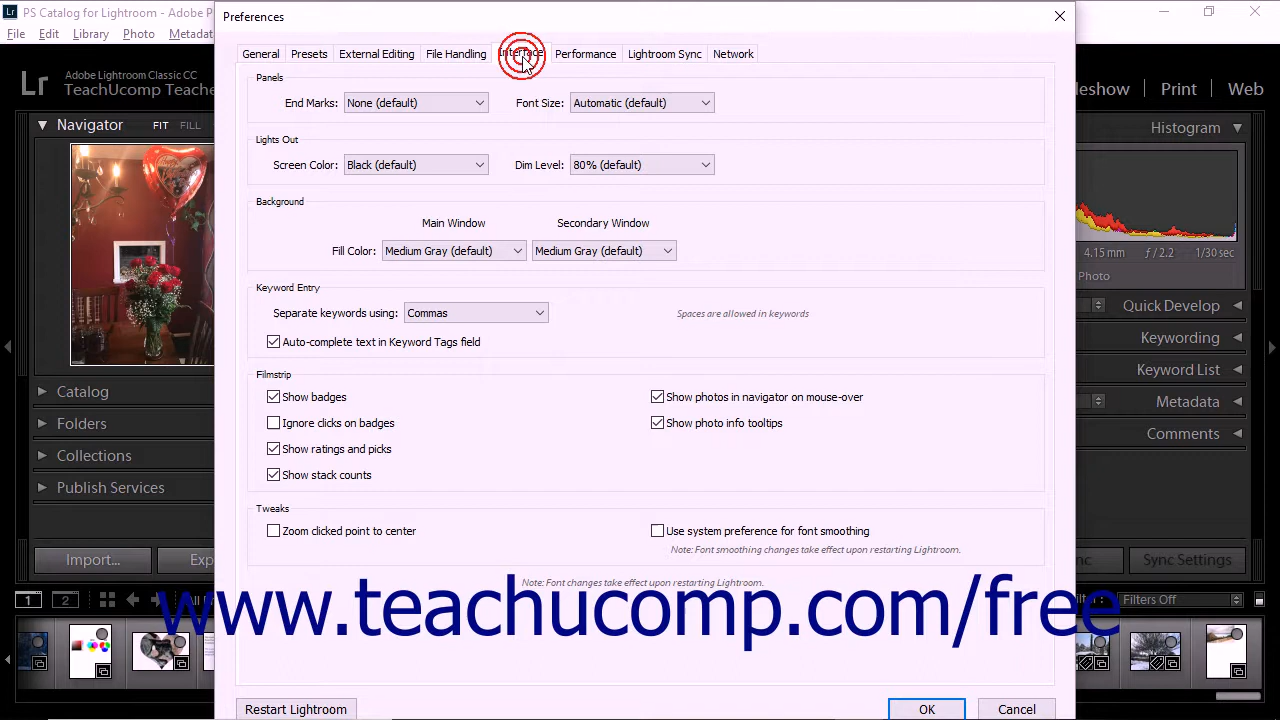 Lr PS Catalog for Lightroom - Adobe P
Preferences
File Edit Library Photo Metadat
General Presets External Editing File Handling Interface Performance Lightroom Sync Network
Lr Adobe Lightroom Classic CC
TeachUcomp Teache
eshow | Print | Web
Panels
End Marks: None (default) Font Size: Automatic (default)
Navigator FIT FILL
Histogram
Lights Out
Screen Color: Black (default) Dim Level: 80% (default)
Background
Main Window Secondary Window
Fill Color: Medium Gray (default) Medium Gray (default)
4.15 mm ƒ / 2.2 1/30 sec
Photo
Keyword Entry
Separate keywords using: Commas Spaces are allowed in keywords
Auto-complete text in Keyword Tags field
Quick Develop
Keywording
Keyword List
Metadata
Comments
Catalog
Folders
Collections
Publish Services
Filmstrip
Show badges Show photos in navigator on mouse-over
Ignore clicks on badges Show photo info tooltips
Show ratings and picks
Show stack counts
Tweaks
Zoom clicked point to center Use system preference for font smoothing
Note: Font smoothing changes take effect upon restarting Lightroom.
Import... Exp
nc Sync Settings
Note: Font changes take effect upon restarting Lightroom.
1 2 Filters Off
www.teachucomp.com/free
Restart Lightroom OK Cancel